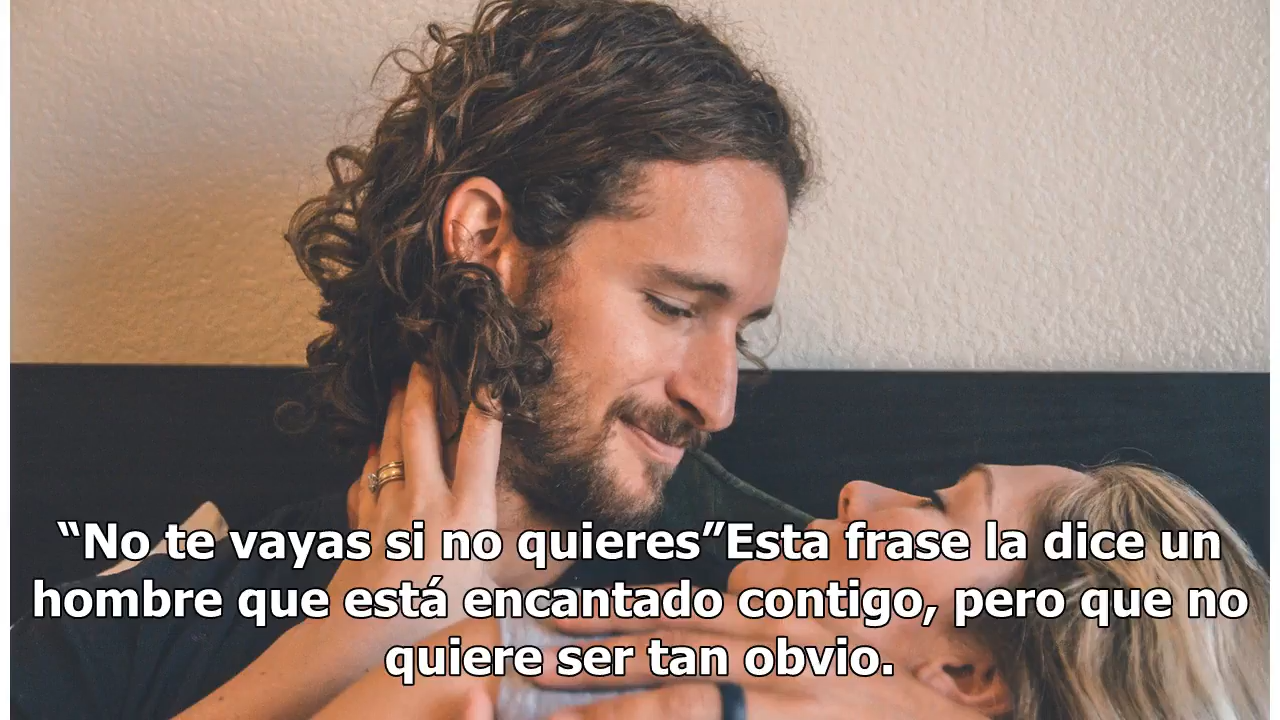 “No te vayas si no quieres”Esta frase la dice un
hombre que está encantado contigo, pero que no
quiere ser tan obvio.